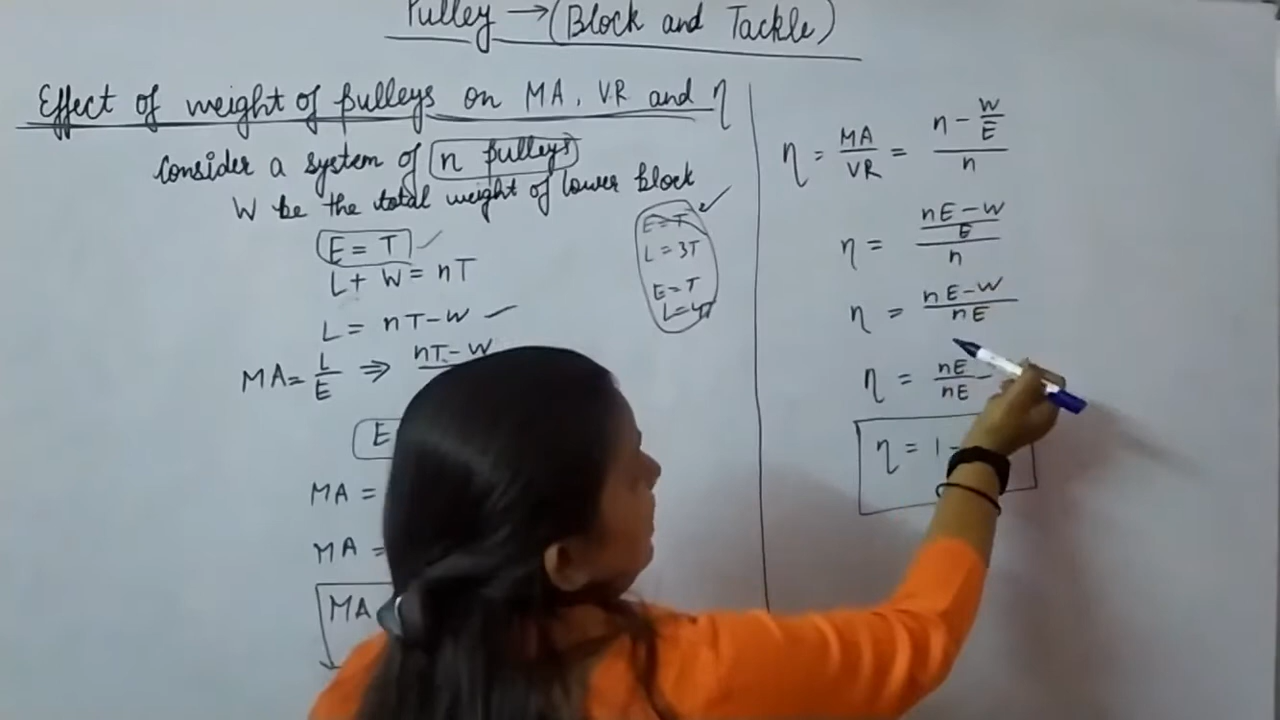 Pulley → (Block and Tackle)
Effect of weight of pulleys on MA, VR and η
Consider a system of n pulleys
W be the total weight of lower block
E = T
L + W = nT
L = nT - W
MA = L/E ⇒ nT - W
E
MA =
MA =
MA
E = T
L = 3T
E = T
L = 4T
η = MA/VR = (n - W/E)/n
η = ((nE - W)/E)/n
η = (nE - W)/nE
η = nE/nE -
η = 1 -